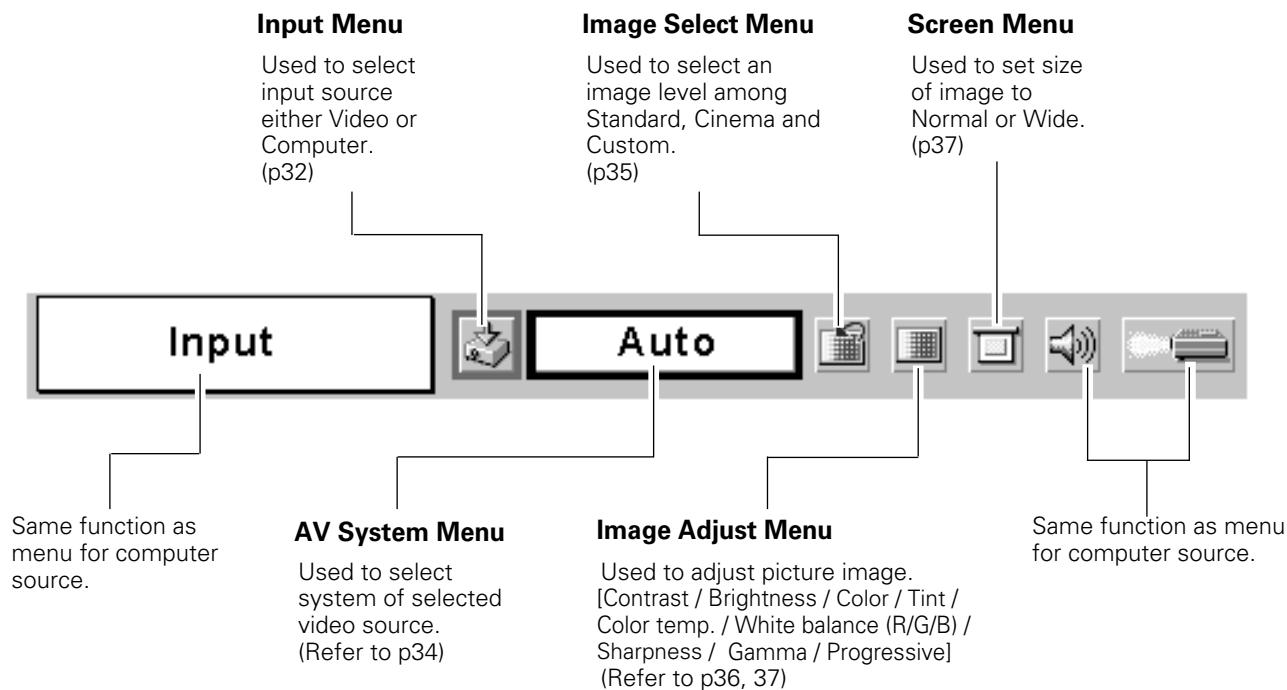 Input Menu
Used to select
input source
either Video or
Computer.
(p32)
Image Select Menu
Used to select an
image level among
Standard, Cinema and
Custom.
(p35)
Screen Menu
Used to set size
of image to
Normal or Wide.
(p37)
Input
Auto
Same function as
menu for computer
source.
AV System Menu
Used to select
system of selected
video source.
(Refer to p34)
Image Adjust Menu
Used to adjust picture image.
[Contrast / Brightness / Color / Tint /
Color temp. / White balance (R/G/B) /
Sharpness / Gamma / Progressive]
(Refer to p36, 37)
Same function as menu
for computer source.